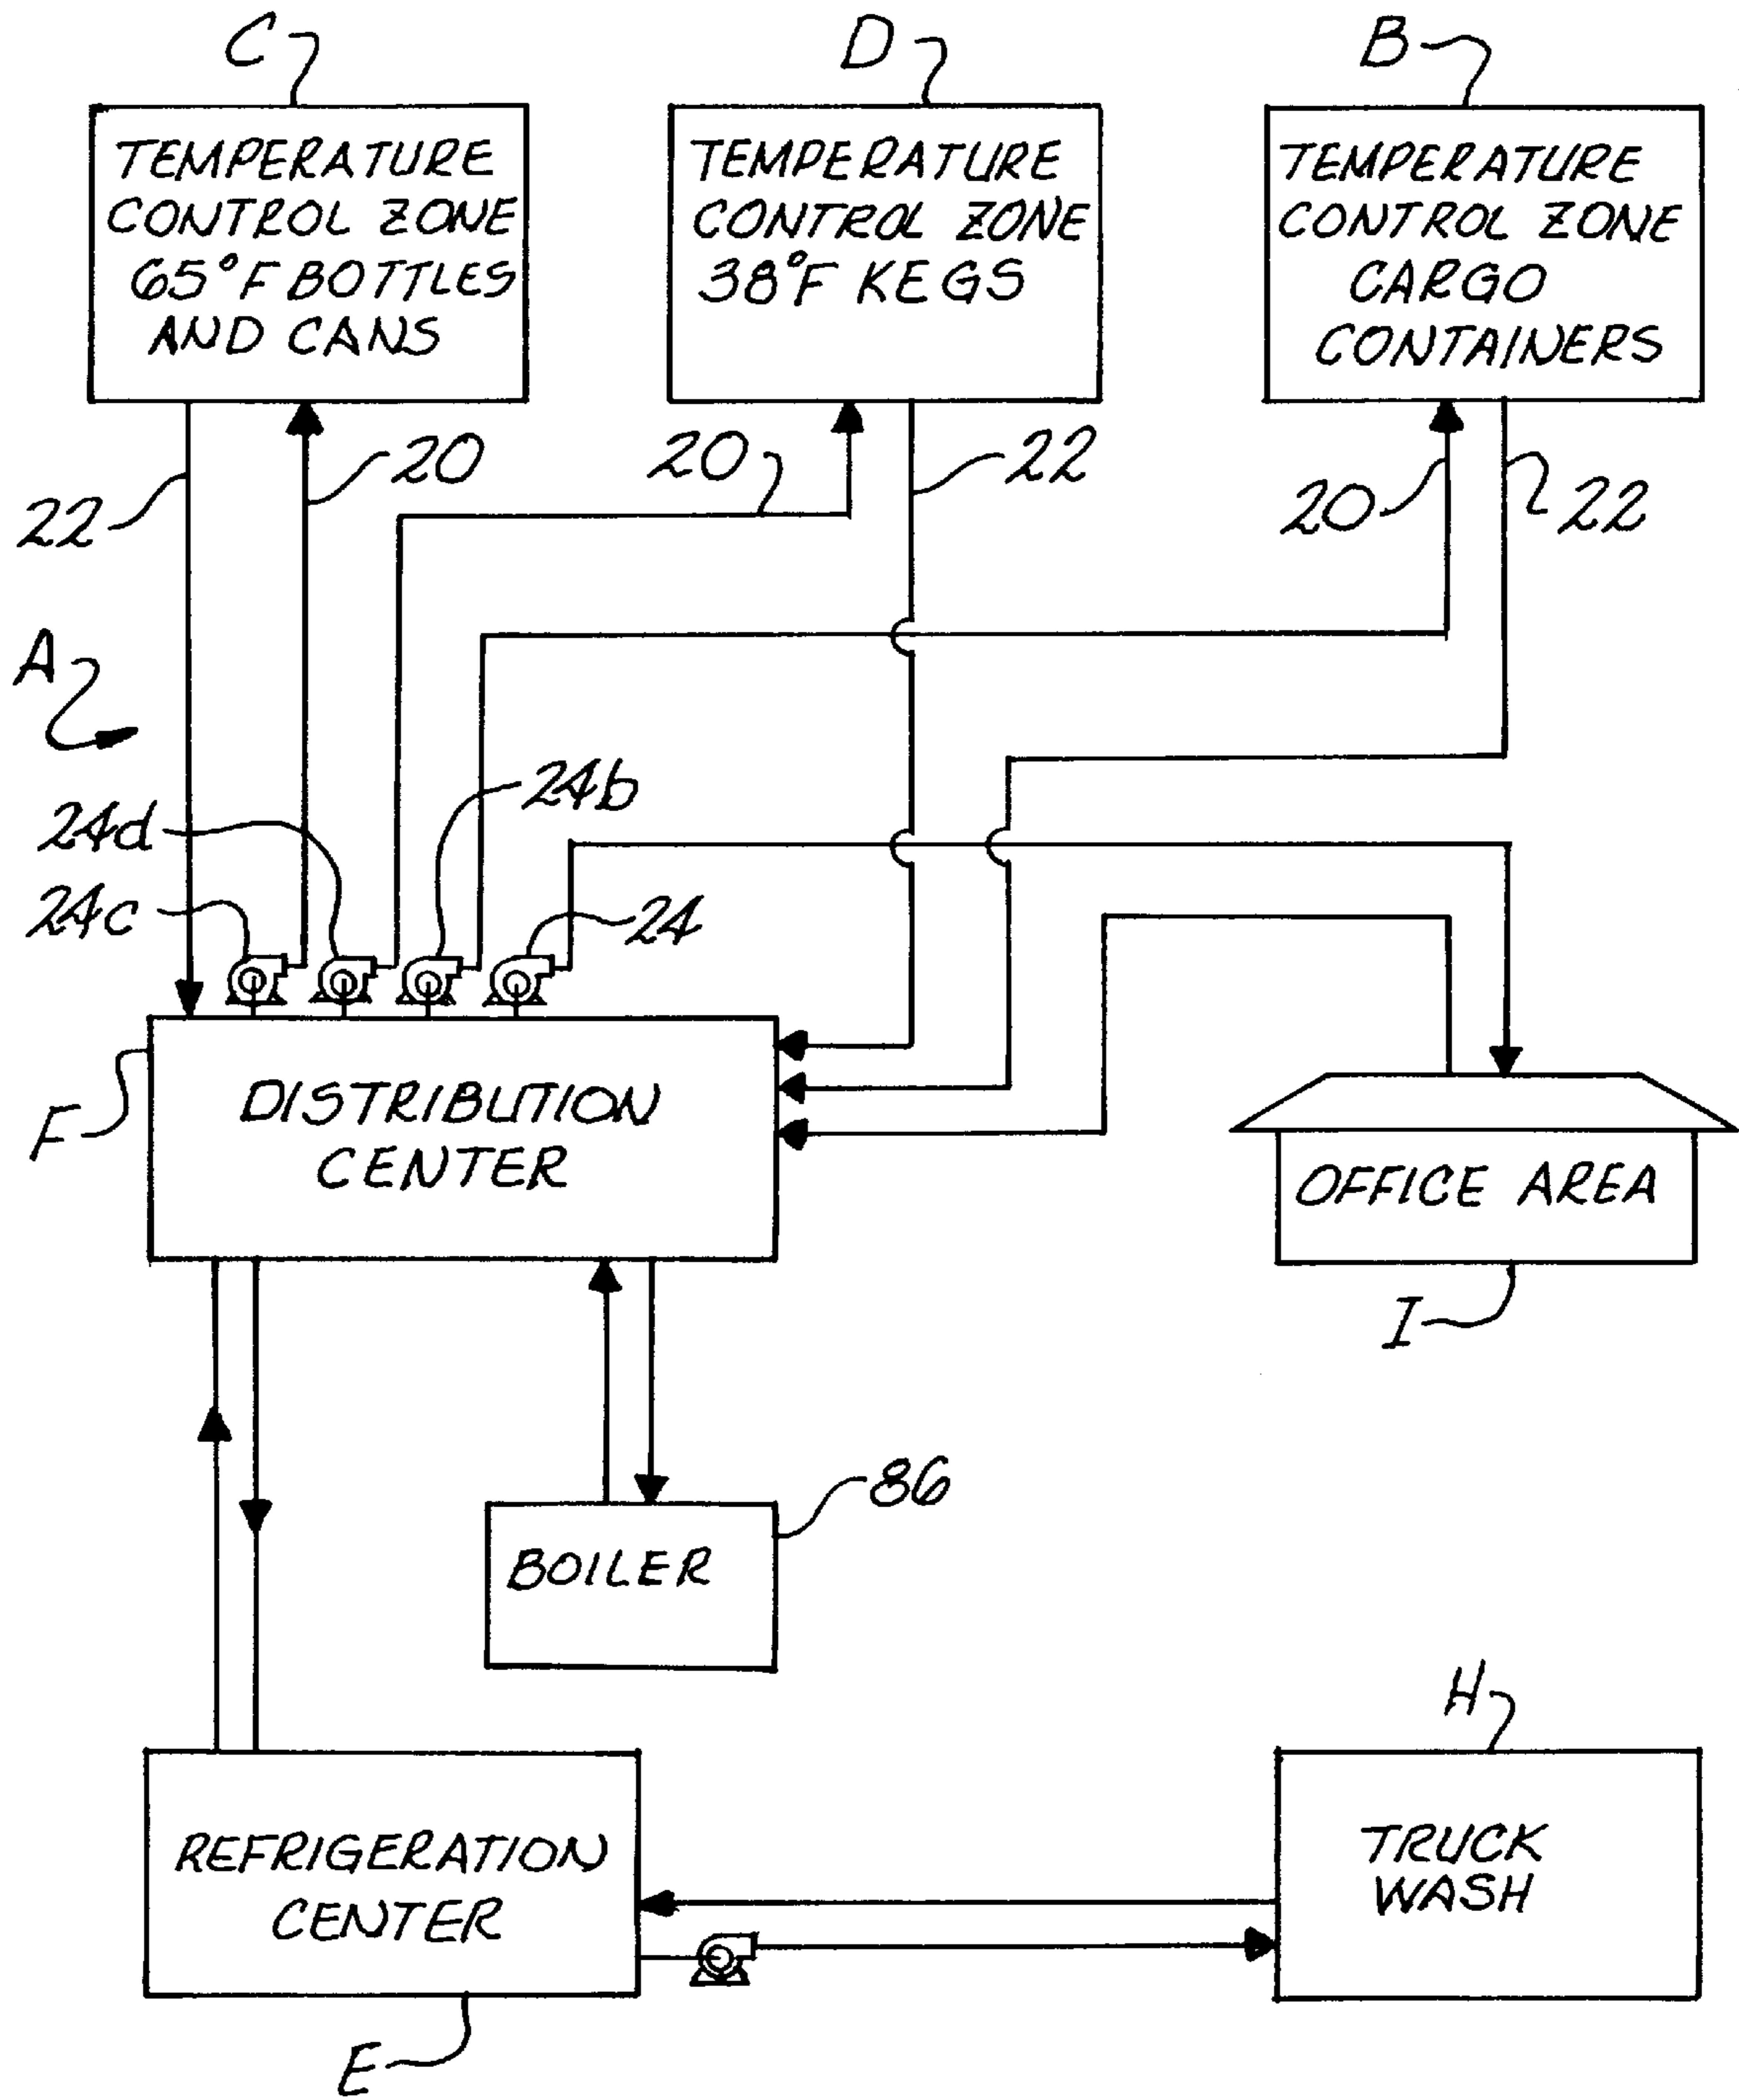 C
D
B
TEMPERATURE
CONTROL ZONE
65°F BOTTLES
AND CANS
TEMPERATURE
CONTROL ZONE
38°F KEGS
TEMPERATURE
CONTROL ZONE
CARGO
CONTAINERS
22
20
20
22
20
22
A
24b
24d
24c
24
F
DISTRIBUTION
CENTER
OFFICE AREA
I
86
BOILER
H
REFRIGERATION
CENTER
TRUCK
WASH
E